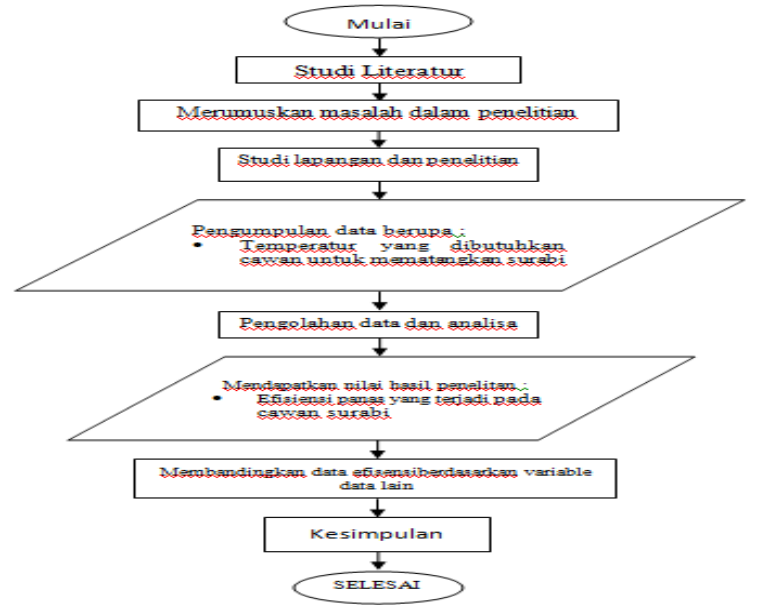 Mulai
Studi Literatur
Merumuskan masalah dalam penelitian
Studi lapangan dan penelitian
Pengumpulan data berupa :
• Temperatur yang dibutuhkan
cawan untuk mematangkan surabi
Pengolahan data dan analisa
Mendapatkan nilai hasil penelitan :
• Efisiensi panas yang terjadi pada
cawan surabi
Membandingkan data efisensiberdasarkan variable
data lain
Kesimpulan
SELESAI